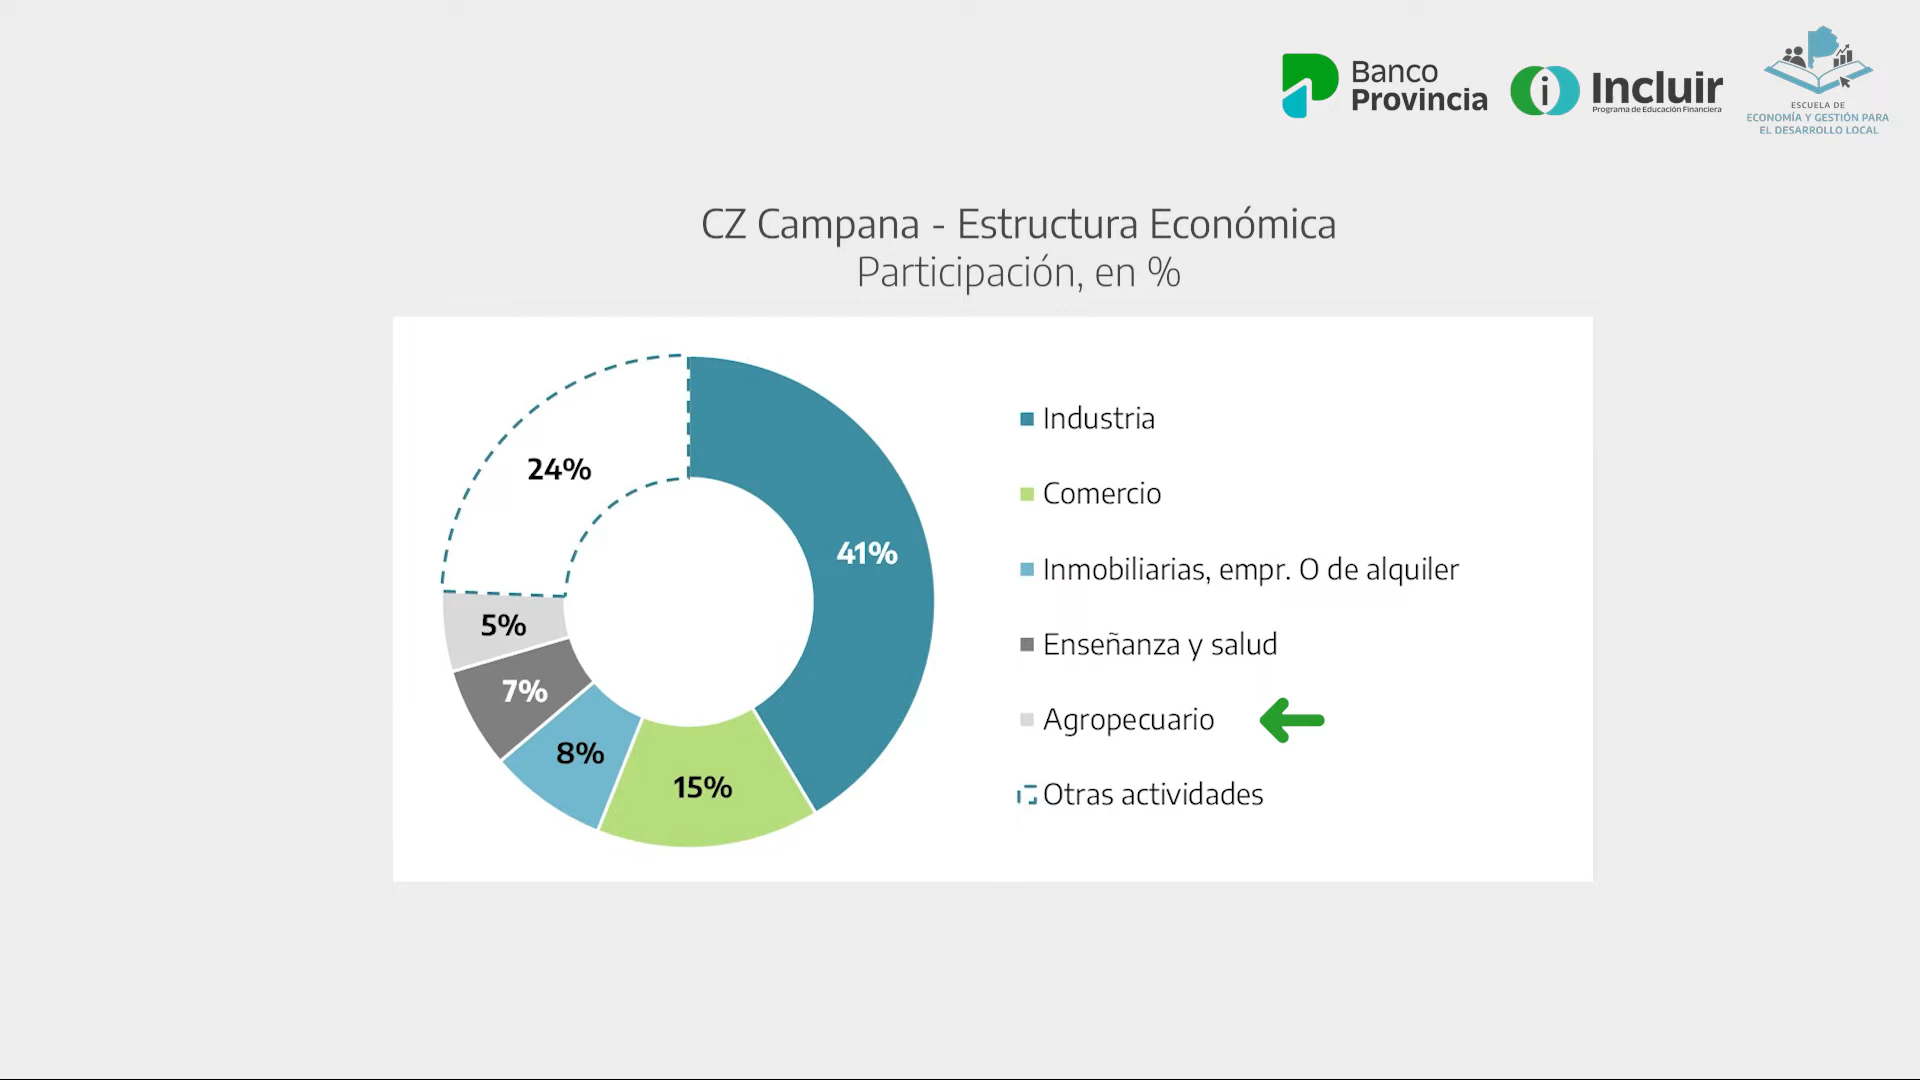 Banco
Provincia
i
Incluir
Programa de Educación Financiera
ESCUELA DE
ECONOMÍA Y GESTIÓN PARA
EL DESARROLLO LOCAL
CZ Campana - Estructura Económica
Participación, en %
24%
41%
5%
7%
8%
15%
Industria
Comercio
Inmobiliarias, empr. O de alquiler
Enseñanza y salud
Agropecuario
Otras actividades